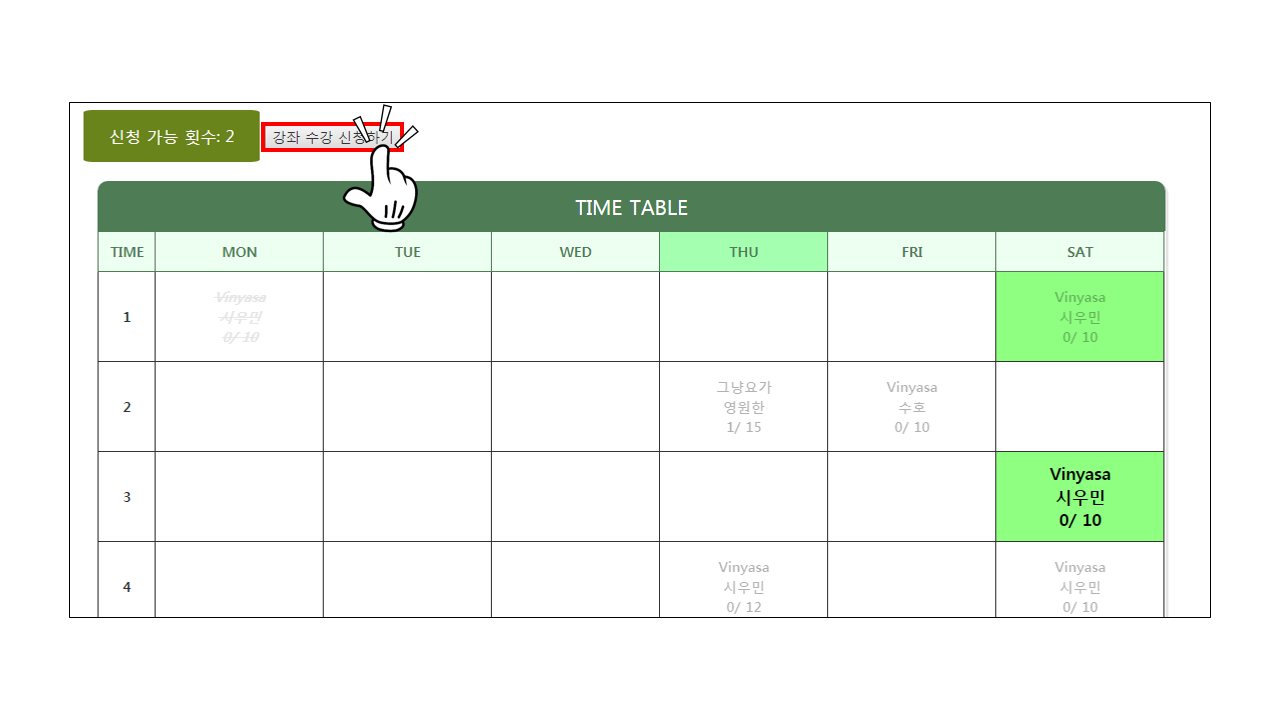 신청 가능 횟수: 2
강좌 수강 신청하기
TIME TABLE
TIME MON TUE WED THU FRI SAT
1
Vinyasa
시우민
0/ 10
Vinyasa
시우민
0/ 10
2
그냥요가
영원한
1/ 15
Vinyasa
수호
0/ 10
3
Vinyasa
시우민
0/ 10
4
Vinyasa
시우민
0/ 12
Vinyasa
시우민
0/ 10